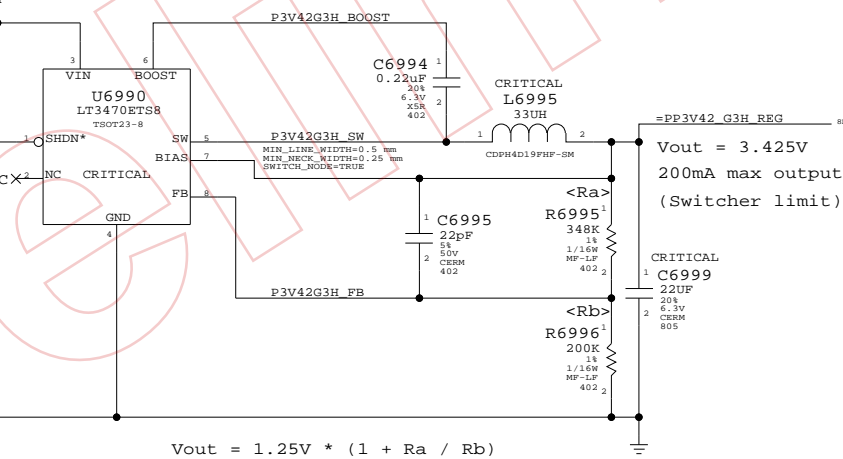 P3V42G3H_BOOST
3
6
VIN
BOOST
U6990
LT3470ETS8
TSOT23-8
1
SHDN*
SW
5
BIAS
7
2
NC
CRITICAL
FB
8
GND
4
C6994
1
0.22uF
20%
6.3V
X5R
402
2
CRITICAL
L6995
33UH
1
2
CDPH4D19FHF-SM
P3V42G3H_SW
MIN_LINE_WIDTH=0.5 mm
MIN_NECK_WIDTH=0.25 mm
SWITCH_NODE=TRUE
=PP3V42_G3H_REG
Vout = 3.425V
200mA max output
(Switcher limit)
<Ra>
R6995
1
348K
1%
1/16W
MF-LF
402
2
1
C6995
22pF
5%
50V
CERM
402
2
P3V42G3H_FB
CRITICAL
1
C6999
22UF
20%
6.3V
CERM
805
2
<Rb>
R6996
1
200K
1%
1/16W
MF-LF
402
2
Vout = 1.25V * (1 + Ra / Rb)